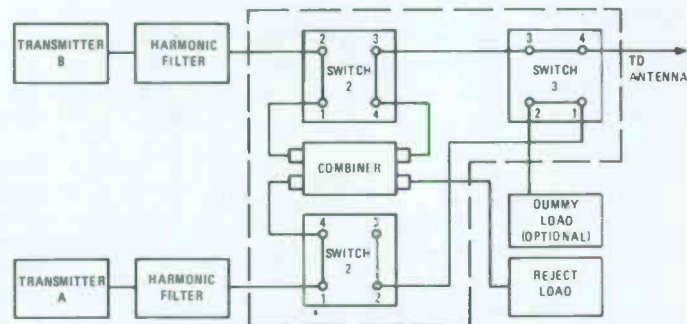 TRANSMITTER
B
HARMONIC
FILTER
2
3
SWITCH
2
1
4
3
4
SWITCH
3
2
1
TO
ANTENNA
COMBINER
4
3
SWITCH
2
1
2
TRANSMITTER
A
HARMONIC
FILTER
DUMMY
LOAD
(OPTIONAL)
REJECT
LOAD